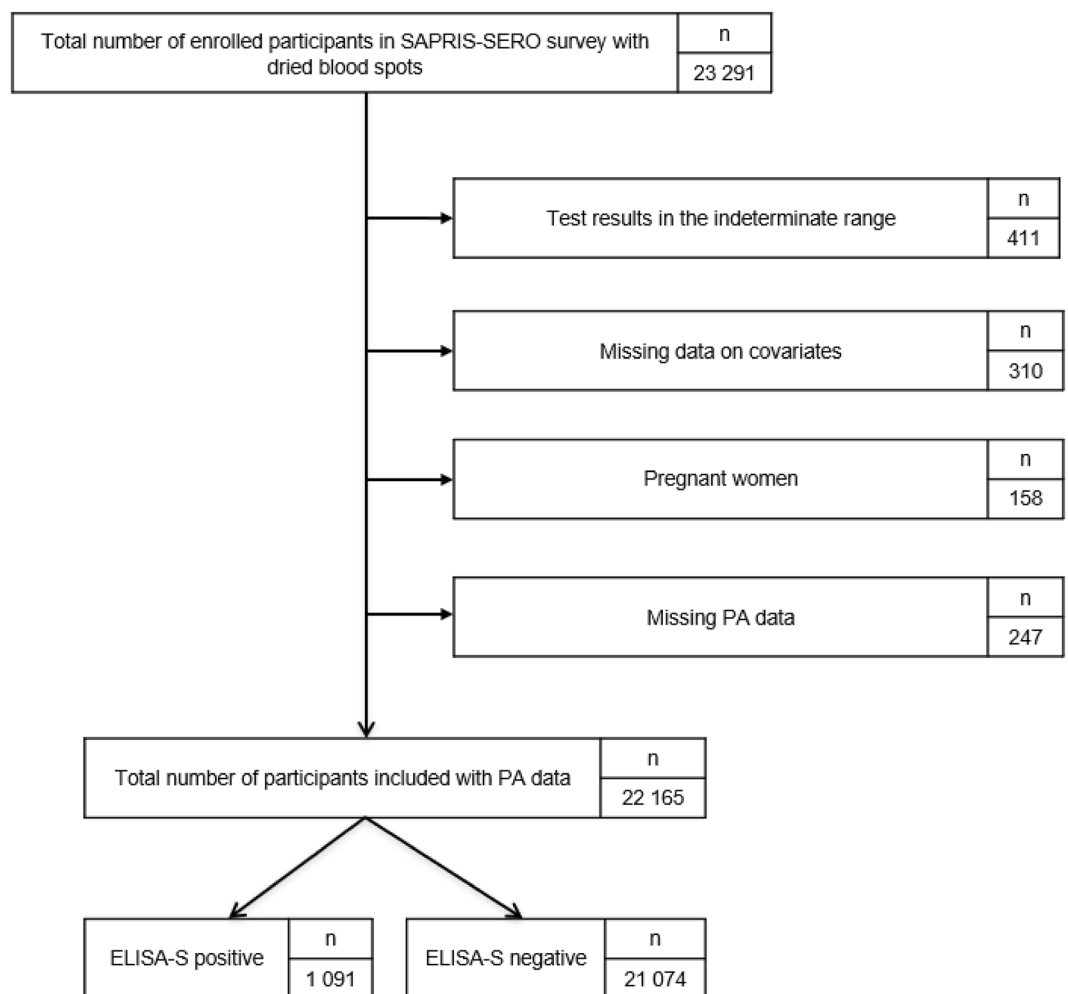 Total number of enrolled participants in SAPRIS-SERO survey with
dried blood spots
n
23 291
Test results in the indeterminate range
n
411
Missing data on covariates
n
310
Pregnant women
n
158
Missing PA data
n
247
Total number of participants included with PA data
n
22 165
ELISA-S positive
n
1 091
ELISA-S negative
n
21 074